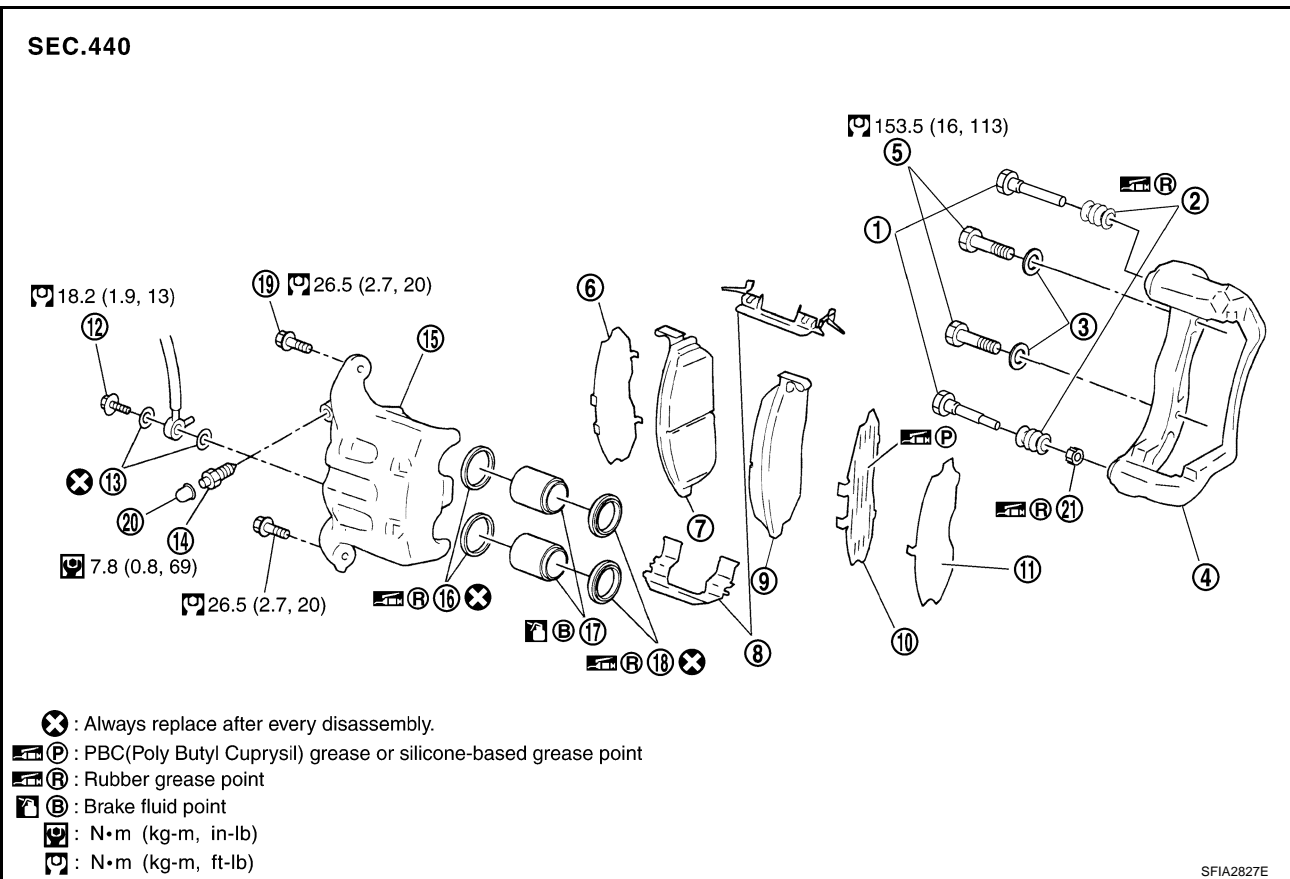 SEC.440
153.5 (16, 113)
5
R
2
1
19
26.5 (2.7, 20)
6
18.2 (1.9, 13)
12
15
3
P
13
20
14
7
R
21
7.8 (0.8, 69)
9
11
4
26.5 (2.7, 20)
R
16
B
17
8
10
R
18
: Always replace after every disassembly.
P : PBC(Poly Butyl Cuprysil) grease or silicone-based grease point
R : Rubber grease point
B : Brake fluid point
: N•m (kg-m, in-lb)
: N•m (kg-m, ft-lb)
SFIA2827E